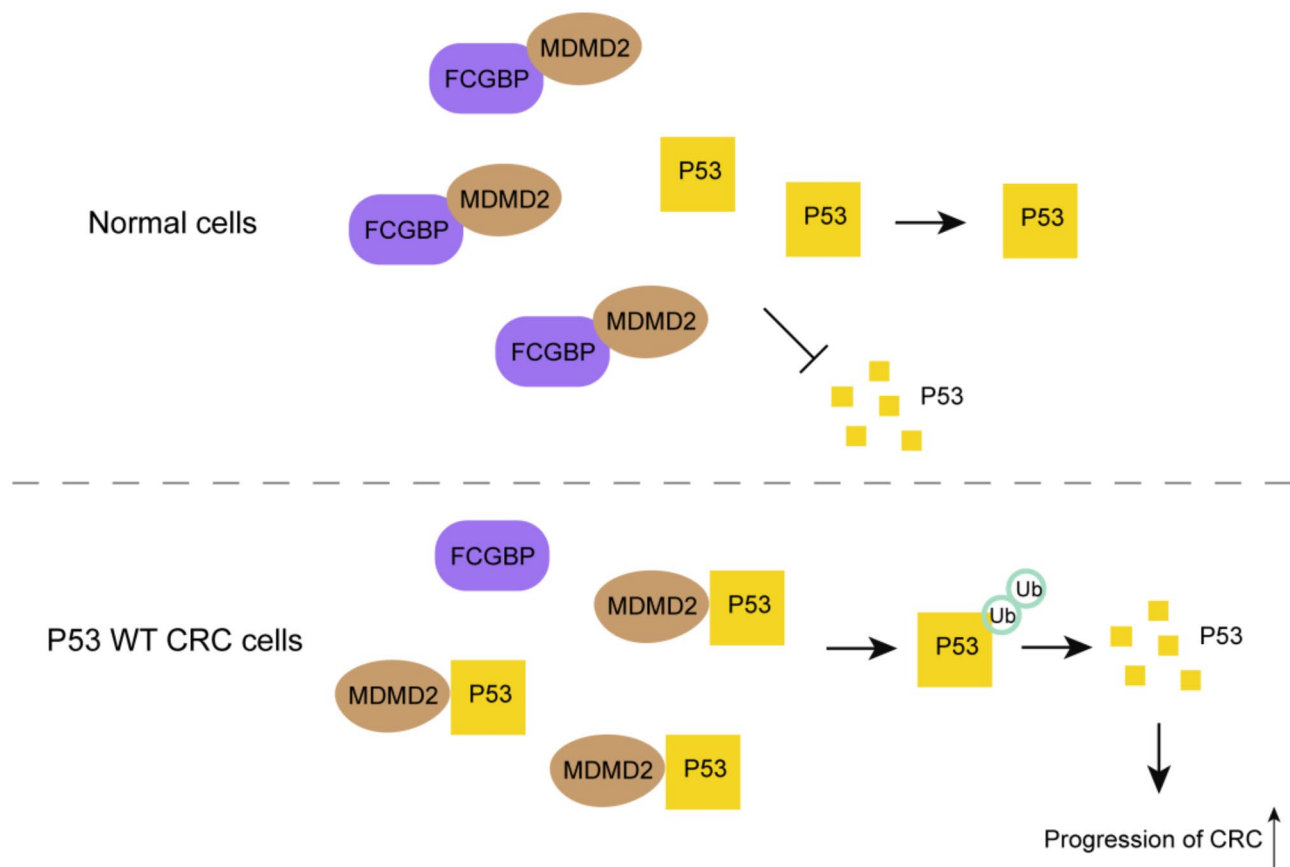 MDMD2
FCGBP
P53
MDMD2
P53
P53
Normal cells
FCGBP
MDMD2
FCGBP
P53
FCGBP
Ub
MDMD2
P53
Ub
P53 WT CRC cells
P53
P53
MDMD2
P53
MDMD2
P53
Progression of CRC